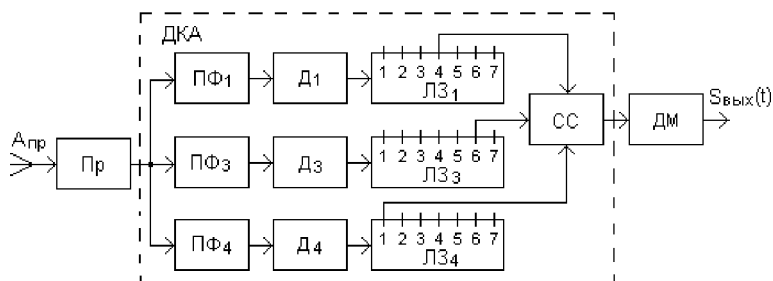 ДКА
ПФ1 Д1 1 2 3 4 5 6 7
ЛЗ1
Апр Пр ПФ3 Д3 1 2 3 4 5 6 7 СС ДМ Sвых(t)
ЛЗ3
ПФ4 Д4 1 2 3 4 5 6 7
ЛЗ4